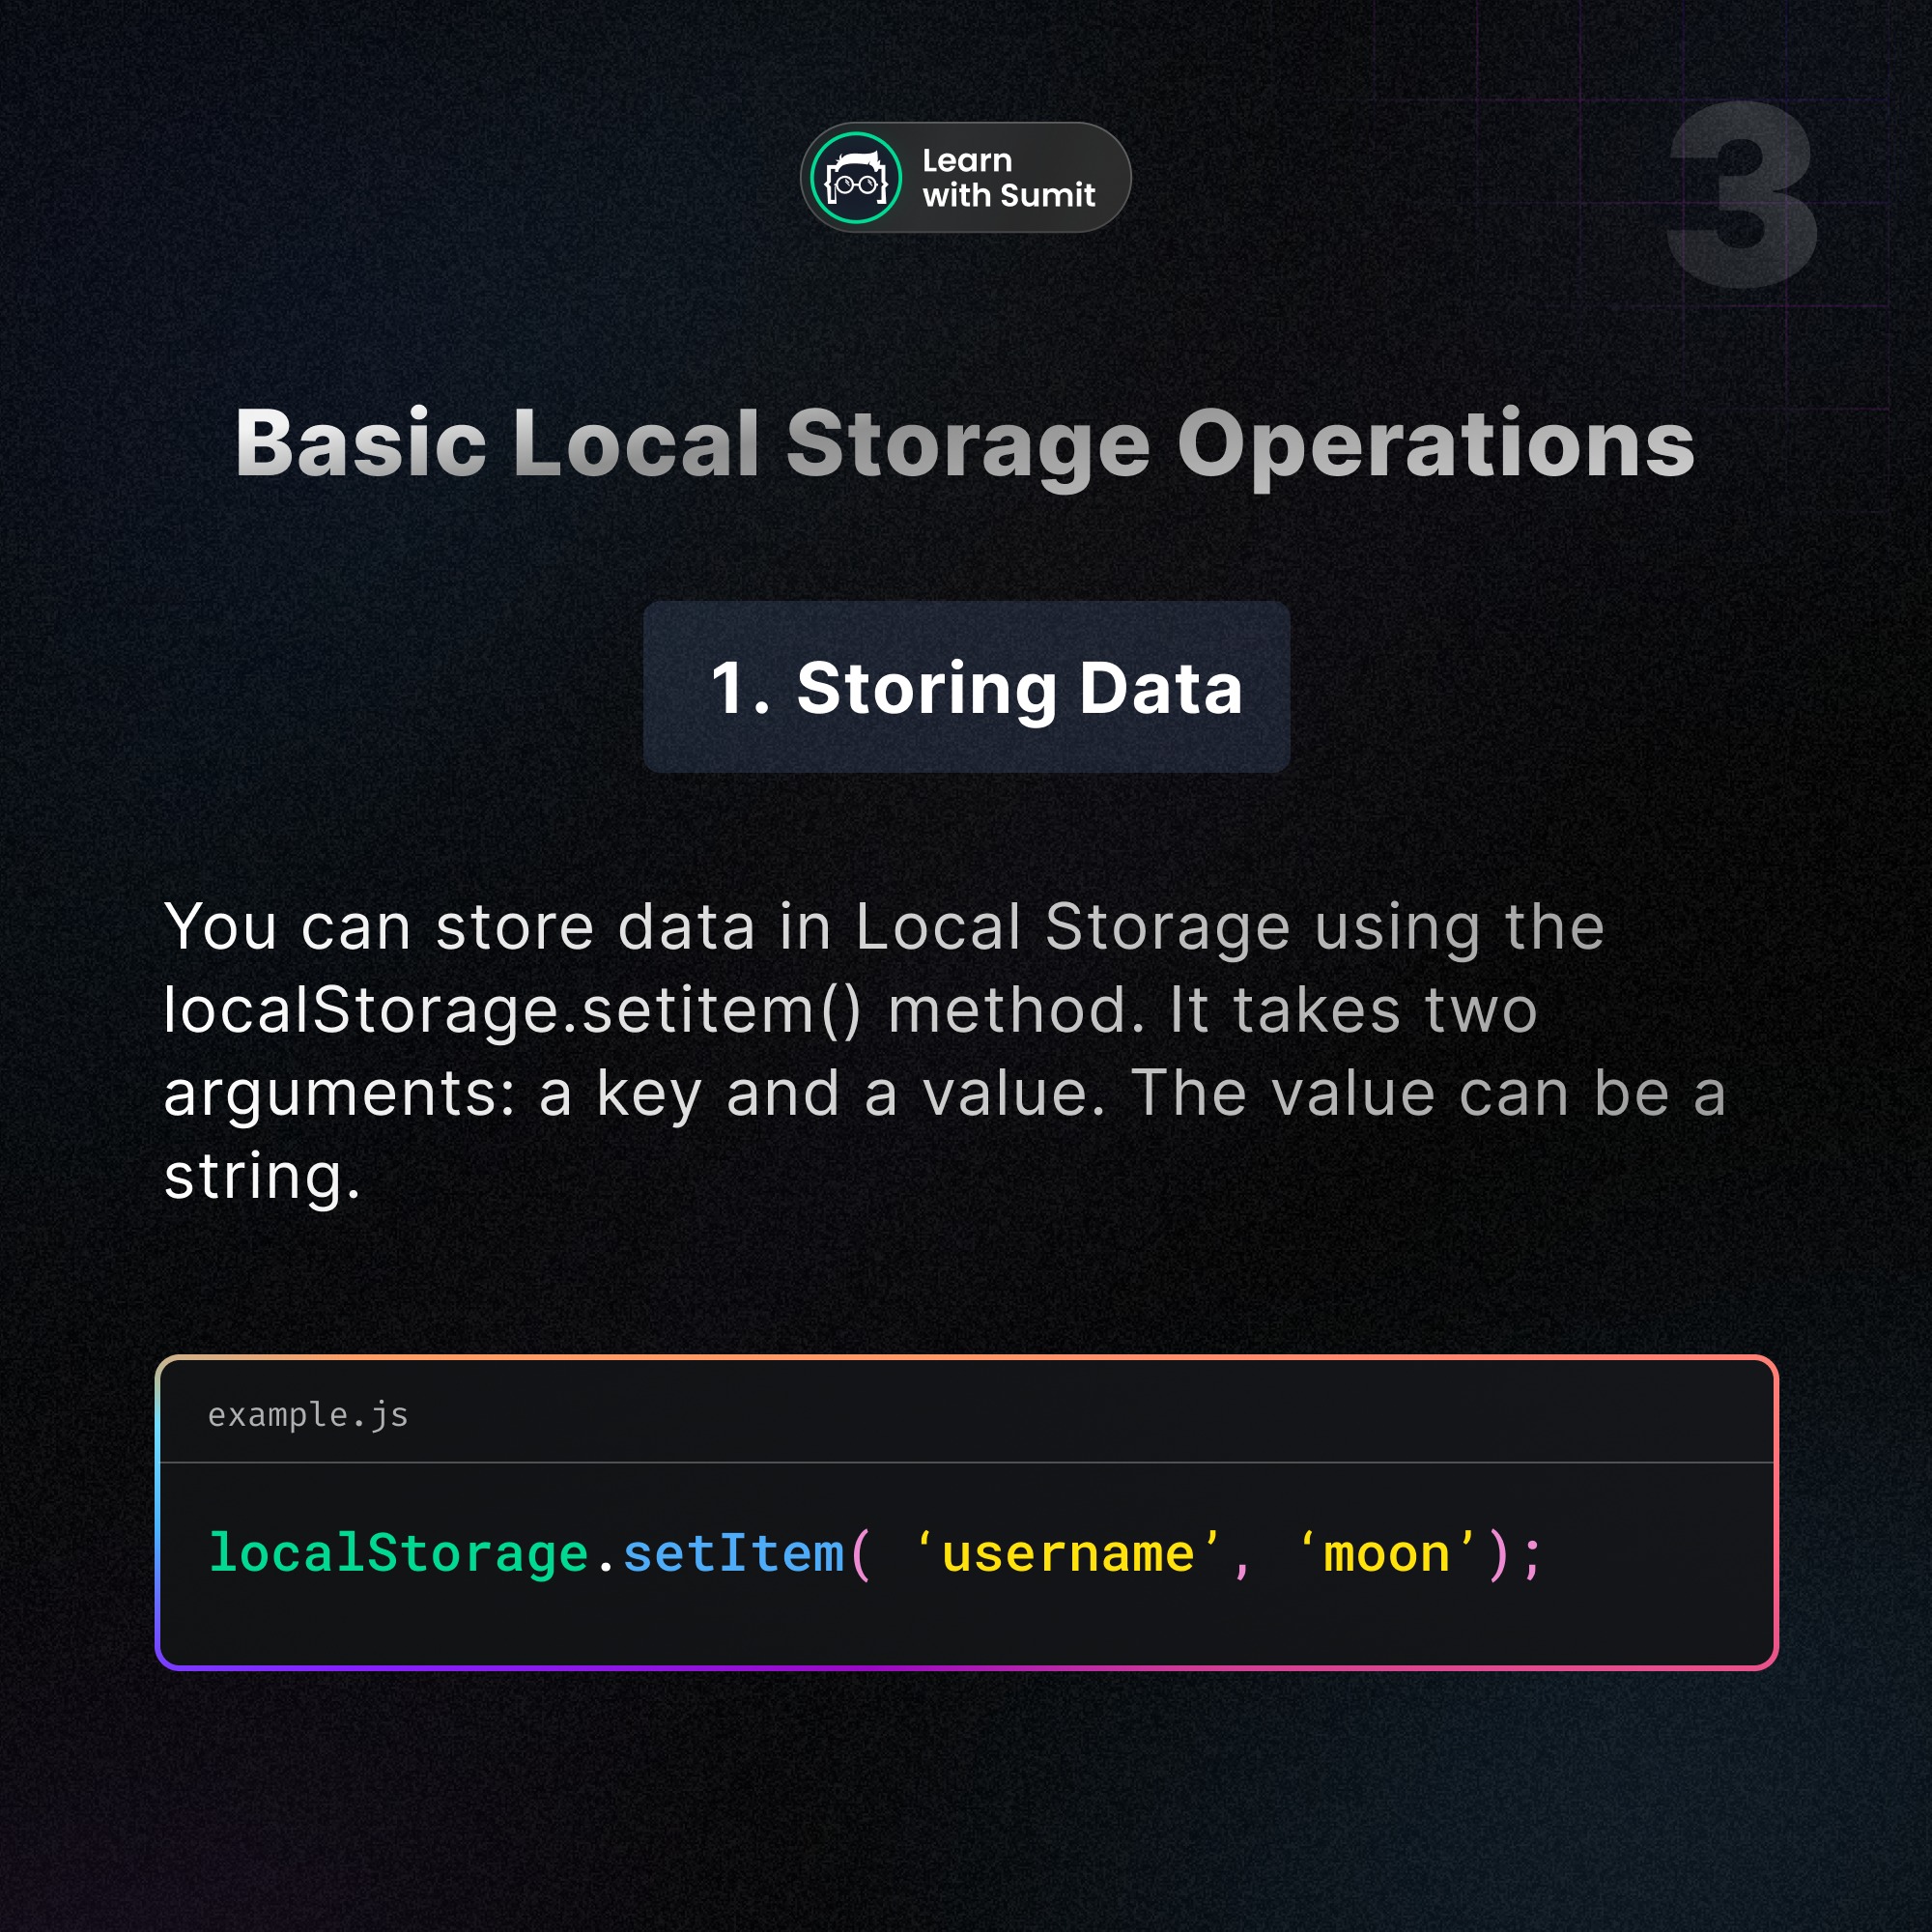 Learn
with Sumit
3
Basic Local Storage Operations
1. Storing Data
You can store data in Local Storage using the
localStorage.setitem() method. It takes two
arguments: a key and a value. The value can be a
string.
example.js
localStorage.setItem( ‘username’, ‘moon’);